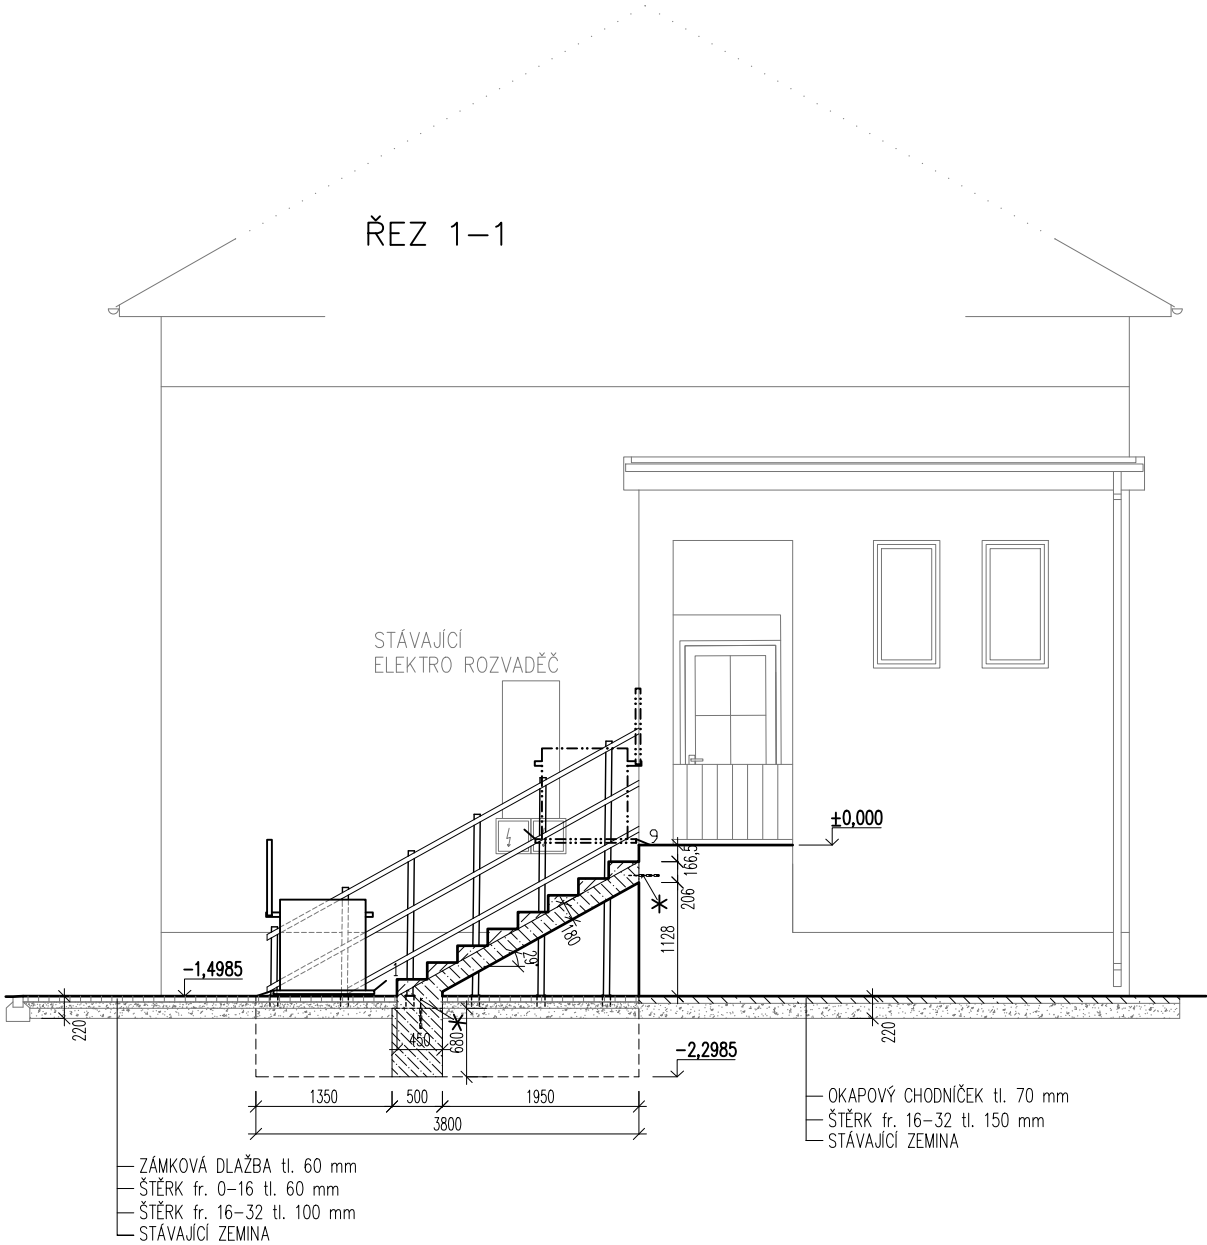 ŘEZ 1-1
STÁVAJÍCÍ
ELEKTRO ROZVADĚČ
±0,000
9
166,5
206
1128
180
29°
1
-1,4985
220
450
680
220
-2,2985
1350
500
1950
3800
OKAPOVÝ CHODNÍČEK tl. 70 mm
ŠTĚRK fr. 16-32 tl. 150 mm
STÁVAJÍCÍ ZEMINA
ZÁMKOVÁ DLAŽBA tl. 60 mm
ŠTĚRK fr. 0-16 tl. 60 mm
ŠTĚRK fr. 16-32 tl. 100 mm
STÁVAJÍCÍ ZEMINA